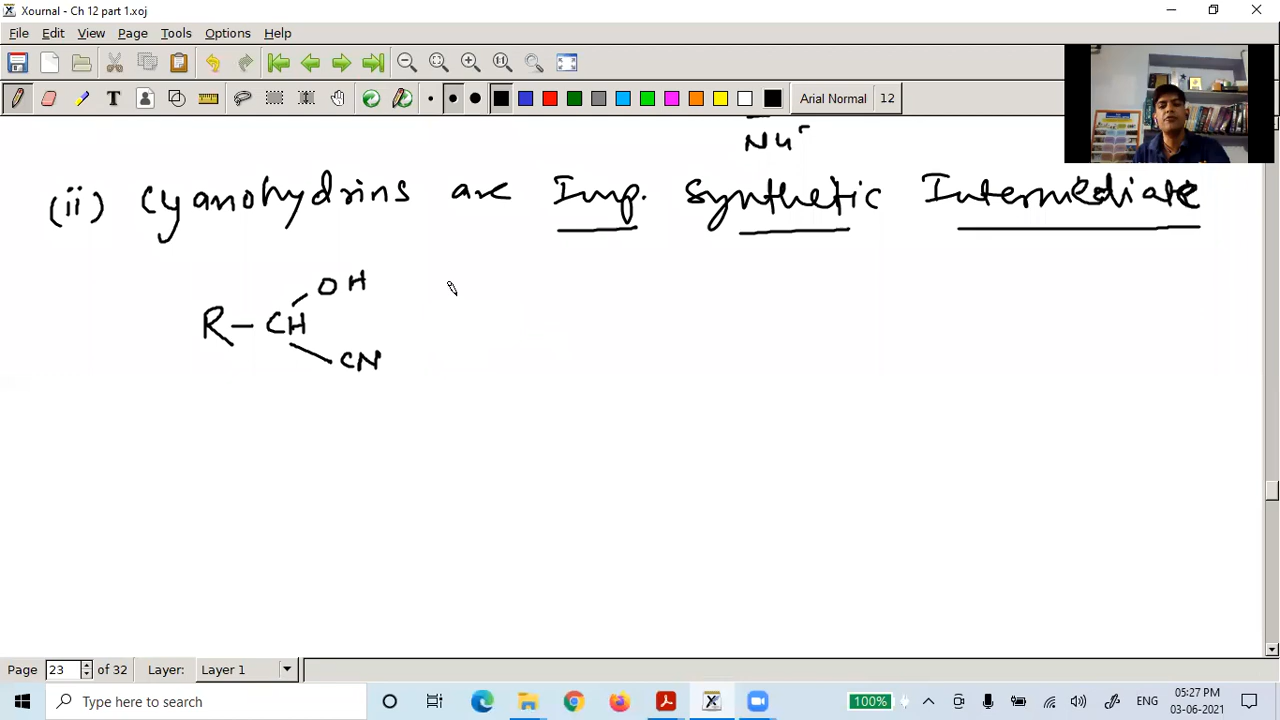 Xournal - Ch 12 part 1.xoj
File Edit View Page Tools Options Help
Arial Normal 12
Nu⁻
(ii) Cyanohydrins are Imp. Synthetic Intermediate
OH
R-CH
CN
Page 23 of 32 Layer: Layer 1
Type here to search 100% ENG 05:27 PM
03-06-2021